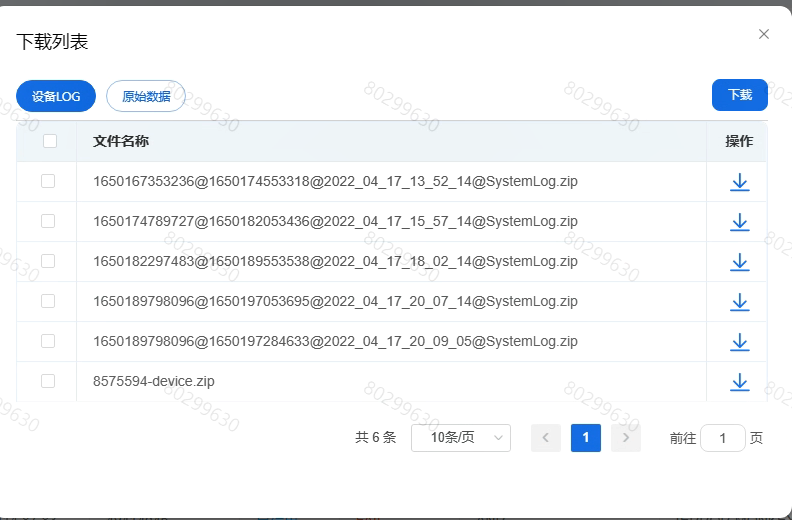 下载列表
设备LOG 原始数据 下载
文件名称 操作
1650167353236@1650174553318@2022_04_17_13_52_14@SystemLog.zip
1650174789727@1650182053436@2022_04_17_15_57_14@SystemLog.zip
1650182297483@1650189553538@2022_04_17_18_02_14@SystemLog.zip
1650189798096@1650197053695@2022_04_17_20_07_14@SystemLog.zip
1650189798096@1650197284633@2022_04_17_20_09_05@SystemLog.zip
8575594-device.zip
共 6 条 10条/页 1 前往 1 页
80299630